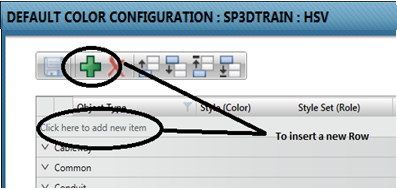 DEFAULT COLOR CONFIGURATION : SP3DTRAIN : HSV
Object Type Style (Color) Style Set (Role)
Click here to add new item
To insert a new Row
Cableway
Common
Conduit